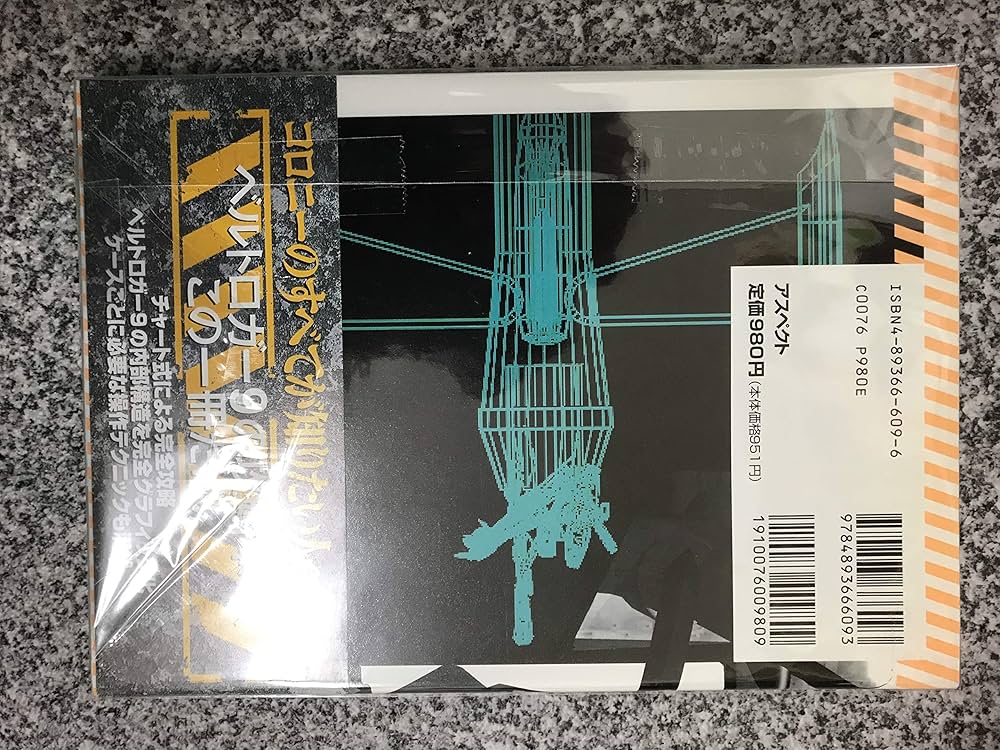 コロニーのすべてが知りたい
ベルトロガー9の
この一冊だ
チャート式による完全攻略
ベルトロガー9の内部構造を完全グラフィ
ケースごとに必要な操作テクニックも
ISBN4-89366-609-6
C0076 P980E
アスペクト
定価980円(本体価格951円)
9784893666093
1910076009809